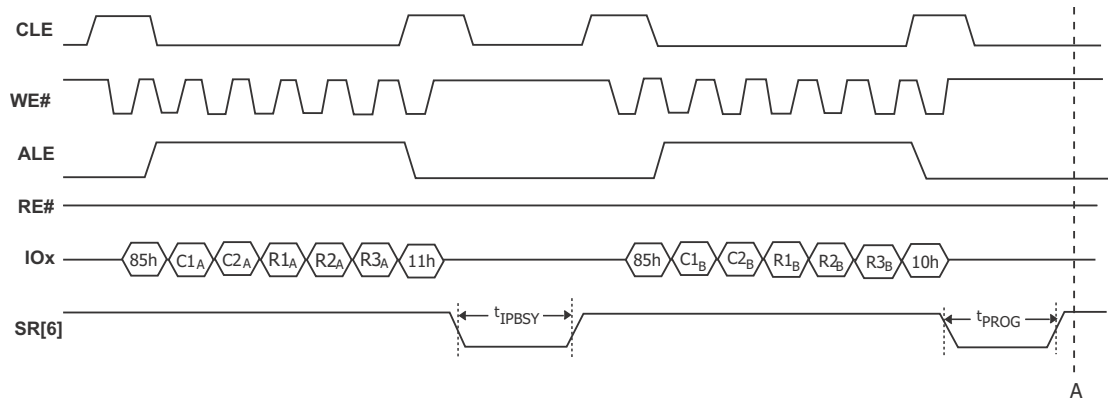 CLE
WE#
ALE
RE#
IOx 85h C1A C2A R1A R2A R3A 11h 85h C1B C2B R1B R2B R3B 10h
SR[6] tIPBSY tPROG
A